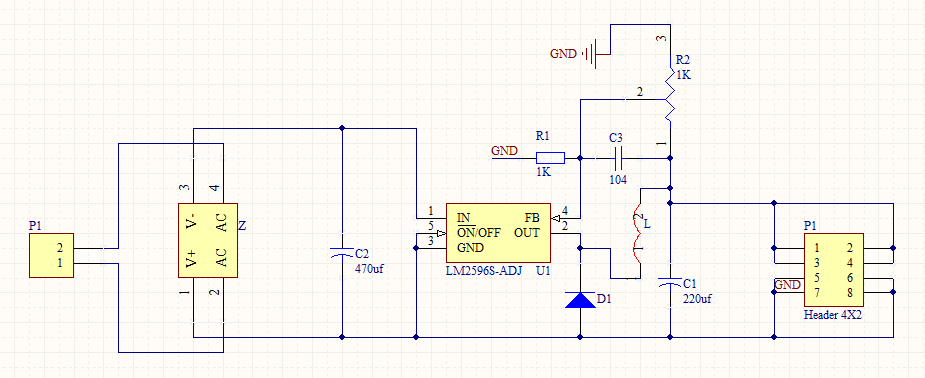 3
GND
R2
1K
2
R1
C3
1
GND
1K
104
3
4
P1
V-
AC
Z
1
IN
FB
4
5
ON/OFF
OUT
2
3
GND
2
L
1
P1
2
1
V+
AC
C2
470uf
LM2596S-ADJ
U1
1
2
3
4
5
6
7
8
GND
C1
220uf
D1
1
2
Header 4X2